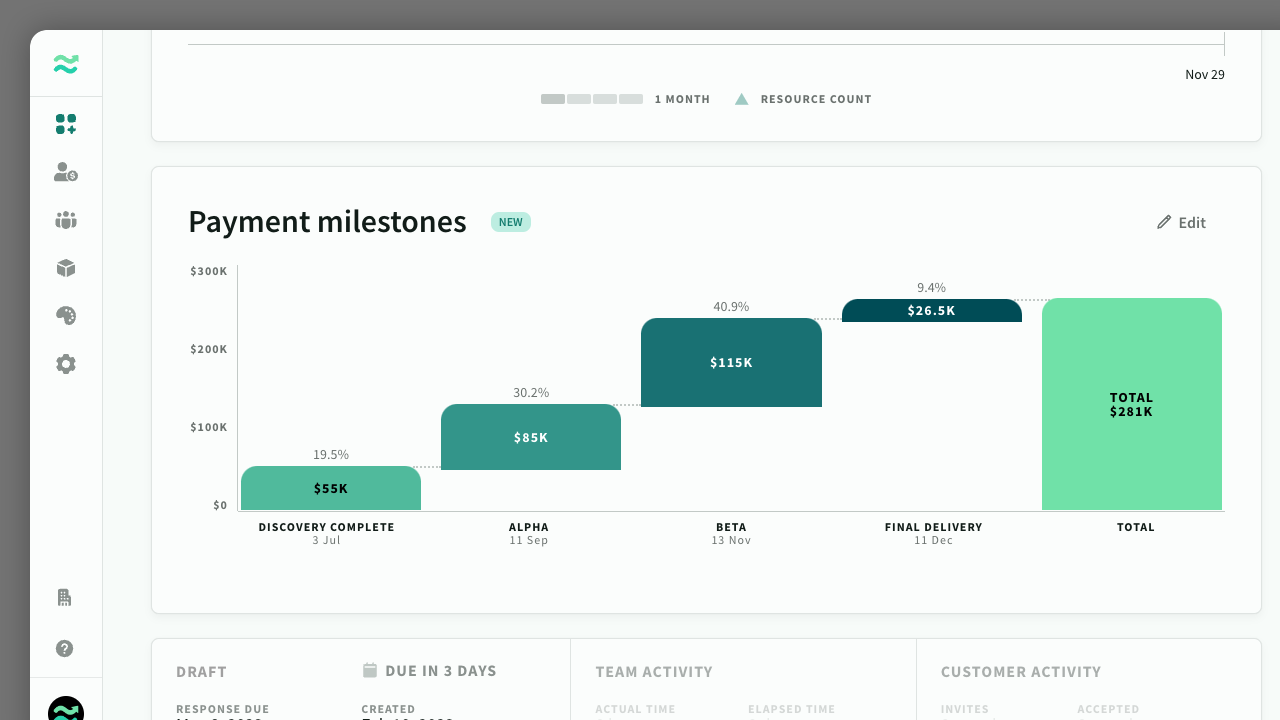 Nov 29
1 MONTH RESOURCE COUNT
Payment milestones NEW Edit
$300K
$200K
$100K
$0
19.5%
$55K
30.2%
$85K
40.9%
$115K
9.4%
$26.5K
TOTAL
$281K
DISCOVERY COMPLETE
3 Jul
ALPHA
11 Sep
BETA
13 Nov
FINAL DELIVERY
11 Dec
TOTAL
DRAFT DUE IN 3 DAYS TEAM ACTIVITY CUSTOMER ACTIVITY
RESPONSE DUE CREATED ACTUAL TIME ELAPSED TIME INVITES ACCEPTED